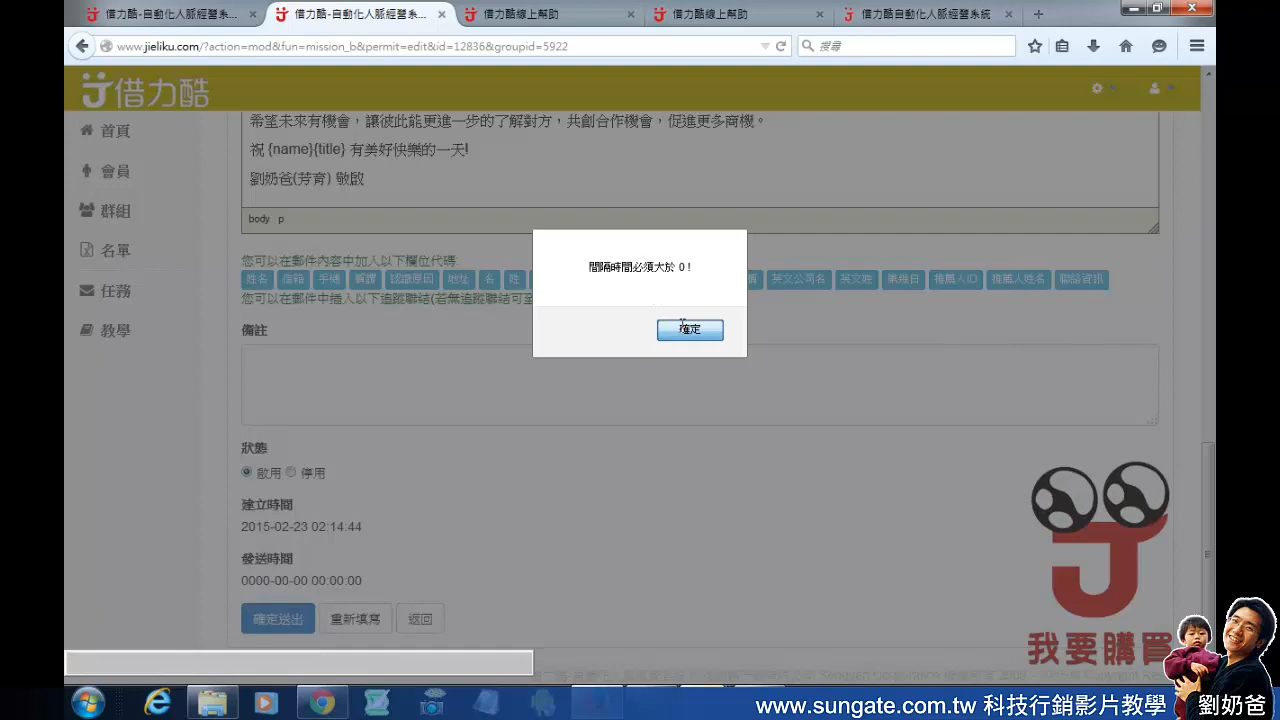 借力酷-自動化人脈經營系...
借力酷-自動化人脈經營系...
借力酷線上幫助
借力酷線上幫助
借力酷自動化人脈經營系統
www.jieliku.com/?action=mod&fun=mission_b&permit=edit&id=12836&groupid=5922
搜尋
借力酷
首頁
會員
群組
名單
任務
教學
希望未來有機會，讓彼此能更進一步的了解對方，共創合作機會，促進更多商機。
祝 {name}{title} 有美好快樂的一天!
劉奶爸(芳育) 敬啟
body p
您可以在郵件內容中加入以下欄位代碼:
姓名 信箱 手機 稱謂 認識原因 地址 名 姓 英文公司名 英文姓 第幾日 推薦人ID 推薦人姓名 聯絡資訊
您可以在郵件中插入以下追蹤聯結(若無追蹤聯結可至
間隔時間必須大於 0 !
確定
備註
狀態
啟用 停用
建立時間
2015-02-23 02:14:44
發送時間
0000-00-00 00:00:00
確定送出 重新填寫 返回
我要購買
www.sungate.com.tw 科技行銷影片教學
劉奶爸